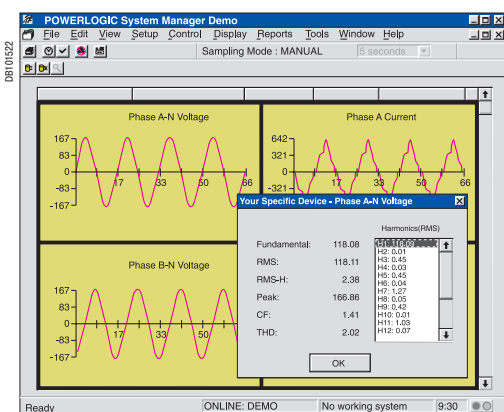 DB101522
POWERLOGIC System Manager Demo
File Edit View Setup Control Display Reports Tools Window Help
Sampling Mode : MANUAL 5 seconds
Phase A-N Voltage
167
83
0
-83
-167
17 33 50 66
Phase A Current
642
321
0
-321
17 33 50 66
Phase B-N Voltage
167
83
0
-83
-167
17 33 50
Your Specific Device - Phase A-N Voltage
Harmonics(RMS)
Fundamental: 118.08
RMS: 118.11
RMS-H: 2.38
Peak: 166.86
CF: 1.41
THD: 2.02
H1: 118.09
H2: 0.01
H3: 0.45
H4: 0.03
H5: 0.45
H6: 0.04
H7: 1.27
H8: 0.05
H9: 0.42
H10: 0.01
H11: 1.03
H12: 0.07
OK
Ready ONLINE: DEMO No working system 9:30